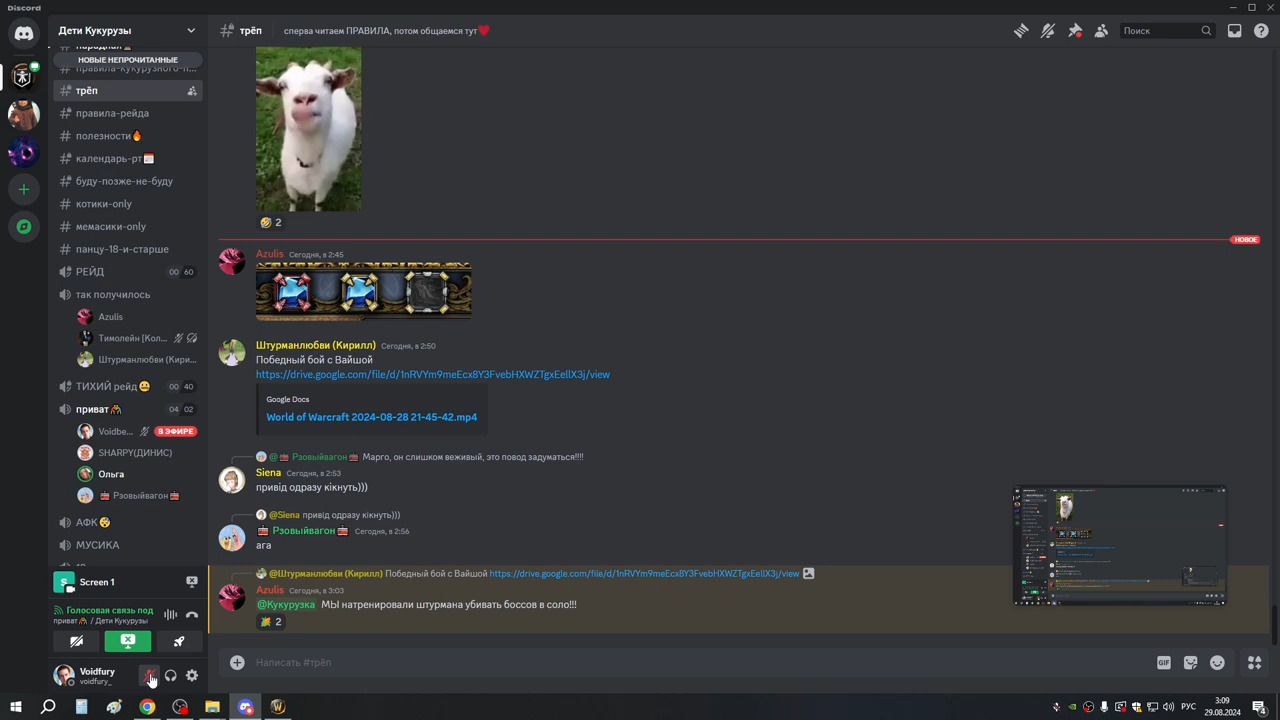 Discord
Дети Кукурузы
трёп
сперва читаем ПРАВИЛА, потом общаемся тут❤️
Поиск
НОВЫЕ НЕПРОЧИТАННЫЕ
правила-кукурузного-п...
трёп
правила-рейда
полезности🔥
календарь-рт📅
буду-позже-не-буду
котики-only
мемасики-only
панцу-18-и-старше
РЕЙД 00 60
так получилось
Azulis
Тимолейн [Кол...
Штурманлюбви (Кири...
ТИХИЙ рейд😀 00 40
приват 04 02
Voidbe... В ЭФИРЕ
SHARPY(ДИНИС)
Ольга
Рзовыйвагон
АФК😴
МУСИКА
Screen 1
Голосовая связь под
приват / Дети Кукурузы
Voidfury
voidfury_
🤣 2
НОВОЕ
Azulis Сегодня, в 2:45
Штурманлюбви (Кирилл) Сегодня, в 2:50
Победный бой с Вайшой
https://drive.google.com/file/d/1nRVYm9meEcx8Y3FvebHXWZTgxEellX3j/view
Google Docs
World of Warcraft 2024-08-28 21-45-42.mp4
@ Рзовыйвагон Марго, он слишком веживый, это повод задуматься!!!!
Siena Сегодня, в 2:53
привід одразу кікнуть)))
@Siena привід одразу кікнуть)))
Рзовыйвагон Сегодня, в 2:56
ага
@Штурманлюбви (Кирилл) Победный бой с Вайшой https://drive.google.com/file/d/1nRVYm9meEcx8Y3FvebHXWZTgxEellX3j/view
Azulis Сегодня, в 3:03
@Кукурузка МЫ натренировали штурмана убивать боссов в соло!!!
🌽 2
Написать #трёп
GIF
РУС
3:09
29.08.2024
4